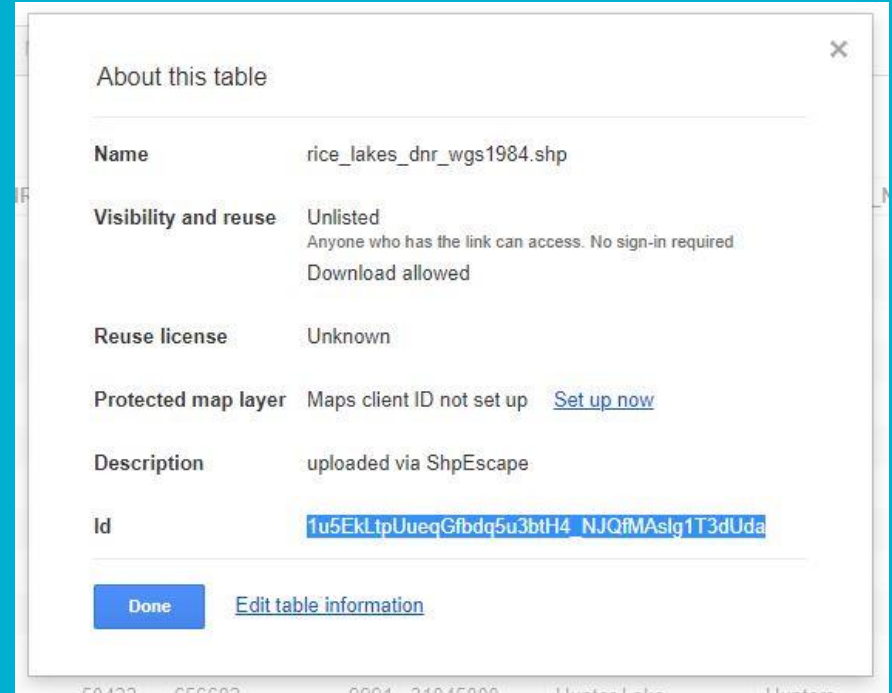 About this table
Name rice_lakes_dnr_wgs1984.shp
Visibility and reuse Unlisted
Anyone who has the link can access. No sign-in required
Download allowed
Reuse license Unknown
Protected map layer Maps client ID not set up Set up now
Description uploaded via ShpEscape
Id 1u5EkLtpUueqGfbdq5u3btH4_NJQfMAslg1T3dUda
Done Edit table information